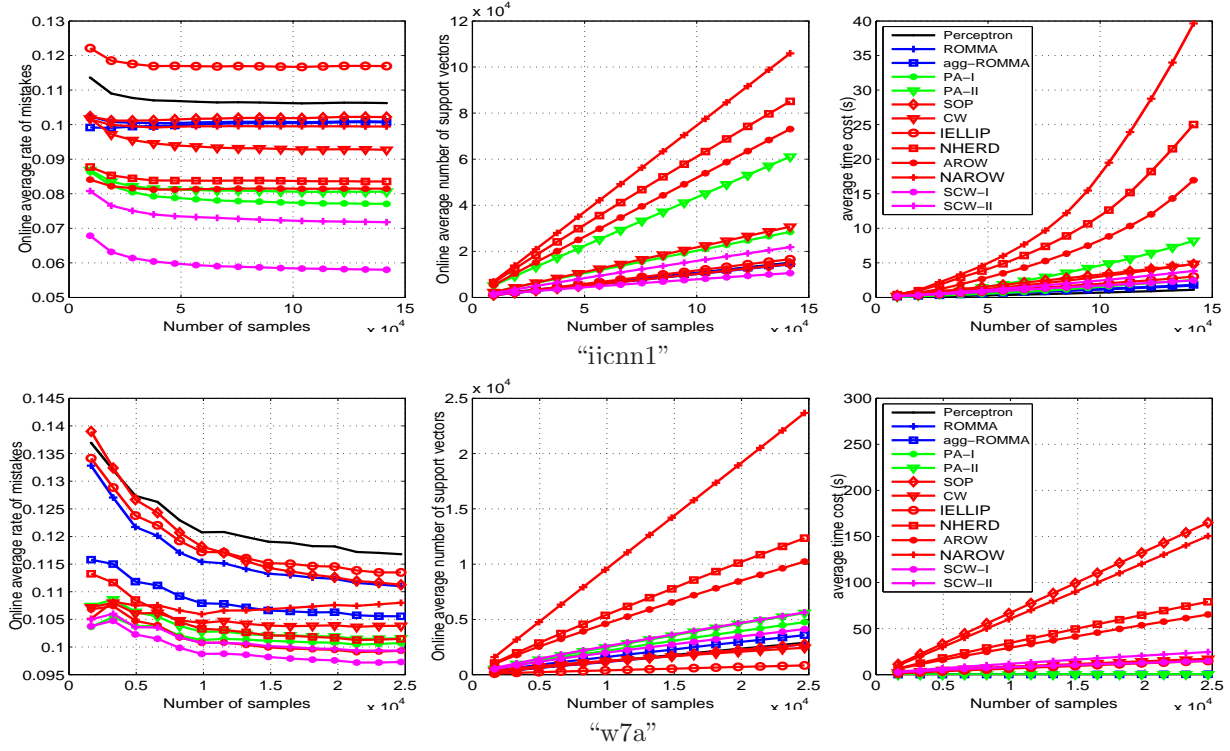 0.13
0.12
0.11
0.1
0.09
0.08
0.07
0.06
0.05
0
5
10
15
x 10^4
Number of samples
Online average rate of mistakes
x 10^4
12
10
8
6
4
2
0
0
5
10
15
x 10^4
Number of samples
Online average number of support vectors
40
35
30
25
20
15
10
5
0
0
5
10
15
x 10^4
Number of samples
average time cost (s)
Perceptron
ROMMA
agg-ROMMA
PA-I
PA-II
SOP
CW
IELLIP
NHERD
AROW
NAROW
SCW-I
SCW-II
“iicnn1”
0.145
0.14
0.135
0.13
0.125
0.12
0.115
0.11
0.105
0.1
0.095
0
0.5
1
1.5
2
2.5
x 10^4
Number of samples
Online average rate of mistakes
x 10^4
2.5
2
1.5
1
0.5
0
0
0.5
1
1.5
2
2.5
x 10^4
Number of samples
Online average number of support vectors
300
250
200
150
100
50
0
0
0.5
1
1.5
2
2.5
x 10^4
Number of samples
average time cost (s)
Perceptron
ROMMA
agg-ROMMA
PA-I
PA-II
SOP
CW
IELLIP
NHERD
AROW
NAROW
SCW-I
SCW-II
“w7a”